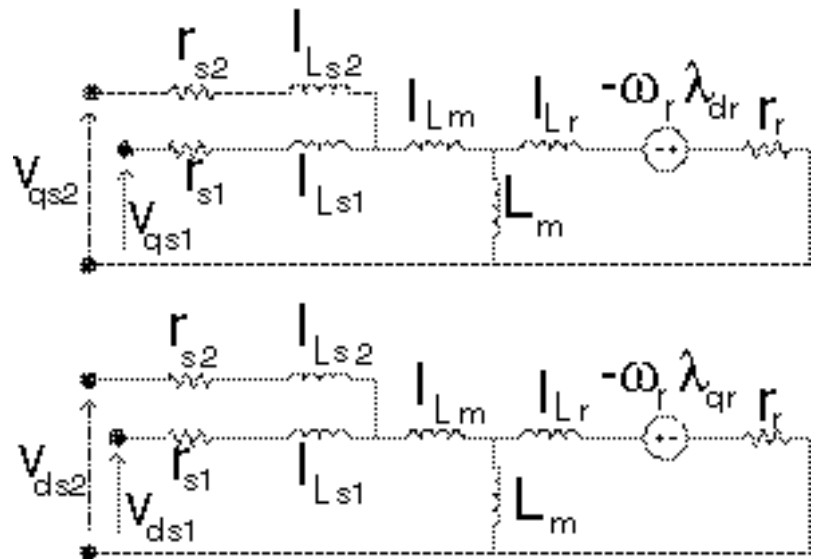 r s2
l Ls2
l Lm
l Lr
-ω r λ dr
r r
V qs2
r s1
V qs1
l Ls1
L m
r s2
l Ls2
l Lm
l Lr
-ω r λ qr
r r
V ds2
r s1
V ds1
l Ls1
L m